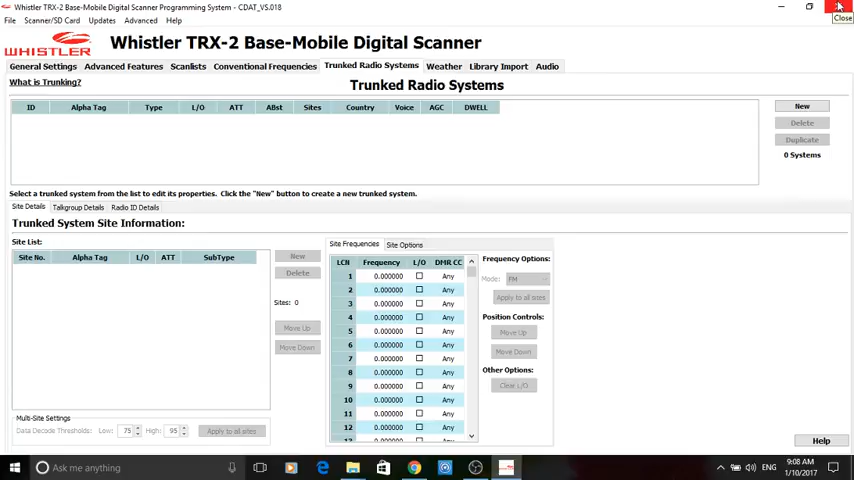 Whistler TRX-2 Base-Mobile Digital Scanner Programming System - CDAT_VS.018
Close
File Scanner/SD Card Updates Advanced Help
WHISTLER Whistler TRX-2 Base-Mobile Digital Scanner
General Settings Advanced Features Scanlists Conventional Frequencies Trunked Radio Systems Weather Library Import Audio
What is Trunking? Trunked Radio Systems
ID Alpha Tag Type L/O ATT ABst Sites Country Voice AGC DWELL
New
Delete
Duplicate
0 Systems
Select a trunked system from the list to edit its properties. Click the "New" button to create a new trunked system.
Site Details Talkgroup Details Radio ID Details
Trunked System Site Information:
Site List:
Site No. Alpha Tag L/O ATT SubType
New
Delete
Sites: 0
Move Up
Move Down
Multi-Site Settings
Data Decode Thresholds: Low: 75 High: 95 Apply to all sites
Site Frequencies Site Options
LCN Frequency L/O DMR CC
1 0.000000 Any
2 0.000000 Any
3 0.000000 Any
4 0.000000 Any
5 0.000000 Any
6 0.000000 Any
7 0.000000 Any
8 0.000000 Any
9 0.000000 Any
10 0.000000 Any
11 0.000000 Any
12 0.000000 Any
Frequency Options:
Mode: FM
Apply to all sites
Position Controls:
Move Up
Move Down
Other Options:
Clear L/O
Help
Ask me anything
ENG
9:08 AM
1/10/2017